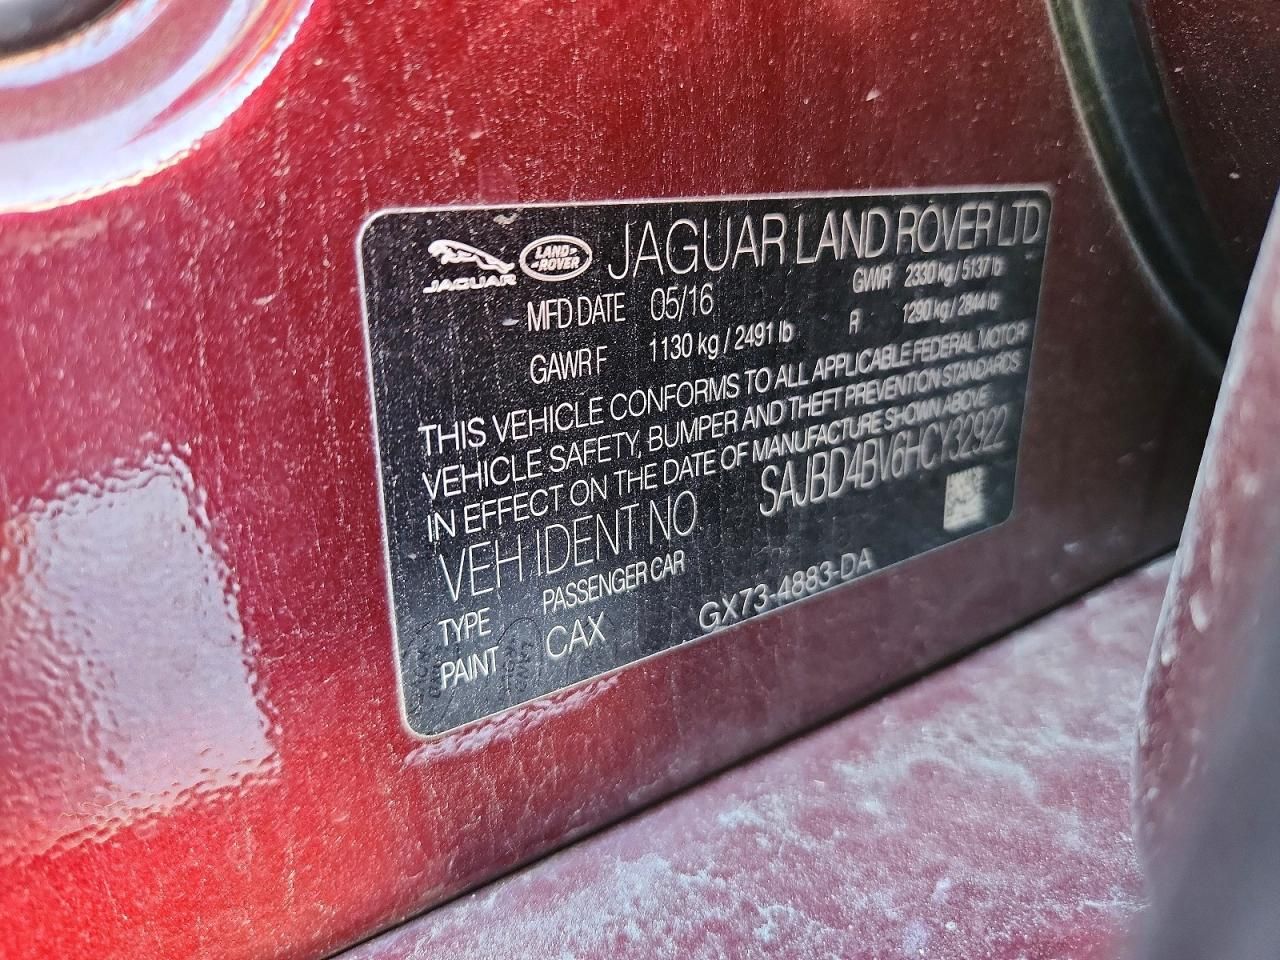 JAGUAR LAND-ROVER JAGUAR LAND ROVER LTD
MFD DATE 05/16 GWR 2330 kg / 5137 lb
GAWR F 1130 kg / 2491 lb R 1290 kg / 2844 lb
THIS VEHICLE CONFORMS TO ALL APPLICABLE FEDERAL MOTOR
VEHICLE SAFETY, BUMPER AND THEFT PREVENTION STANDARDS
IN EFFECT ON THE DATE OF MANUFACTURE SHOWN ABOVE
VEH IDENT NO SAJBD4BV6HCY32922
TYPE PASSENGER CAR
PAINT CAX GX73-4883-DA